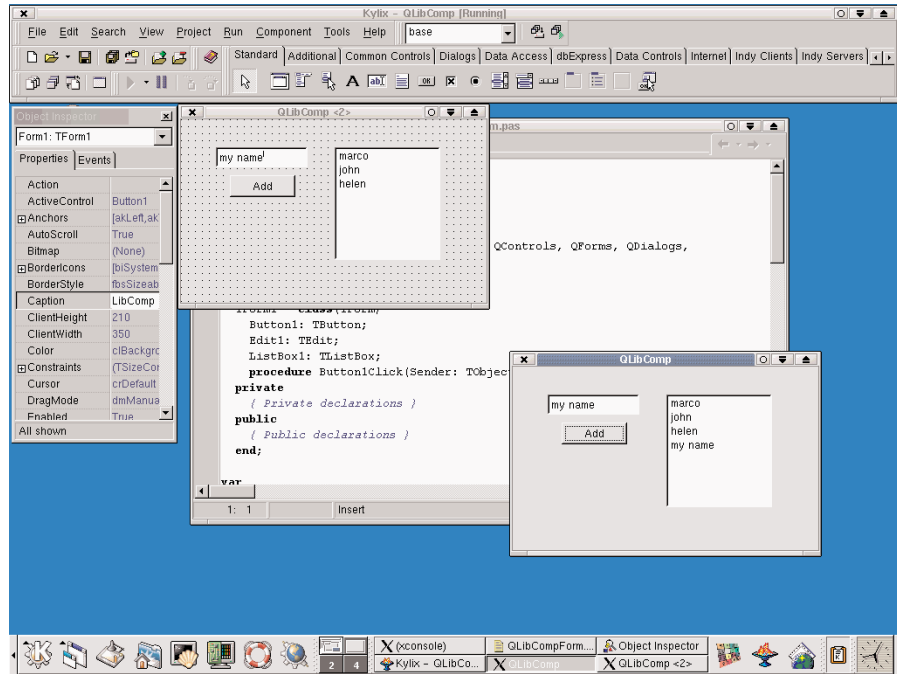 Kylix - QLibComp [Running]
File Edit Search View Project Run Component Tools Help base
Standard Additional Common Controls Dialogs Data Access dbExpress Data Controls Internet Indy Clients Indy Servers
A ab OK
Object Inspector
Form1: TForm1
Properties Events
Action
ActiveControl Button1
Anchors [akLeft,ak
AutoScroll True
Bitmap (None)
BorderIcons [biSystem
BorderStyle fbsSizeab
Caption LibComp
ClientHeight 210
ClientWidth 350
Color clBackgro
Constraints (TSizeCor
Cursor crDefault
DragMode dmManua
Enabled True
All shown
QLibComp <2>
my name
Add
marco
john
helen
m.pas
QControls, QForms, QDialogs,
TForm1 = class(TForm)
Button1: TButton;
Edit1: TEdit;
ListBox1: TListBox;
procedure Button1Click(Sender: TObject
private
{ Private declarations }
public
{ Public declarations }
end;
var
1: 1 Insert
QLibComp
my name
Add
marco
john
helen
my name
2 4
X (xconsole) QLibCompForm.... Object Inspector
Kylix - QLibCo... QLibComp X QLibComp <2>